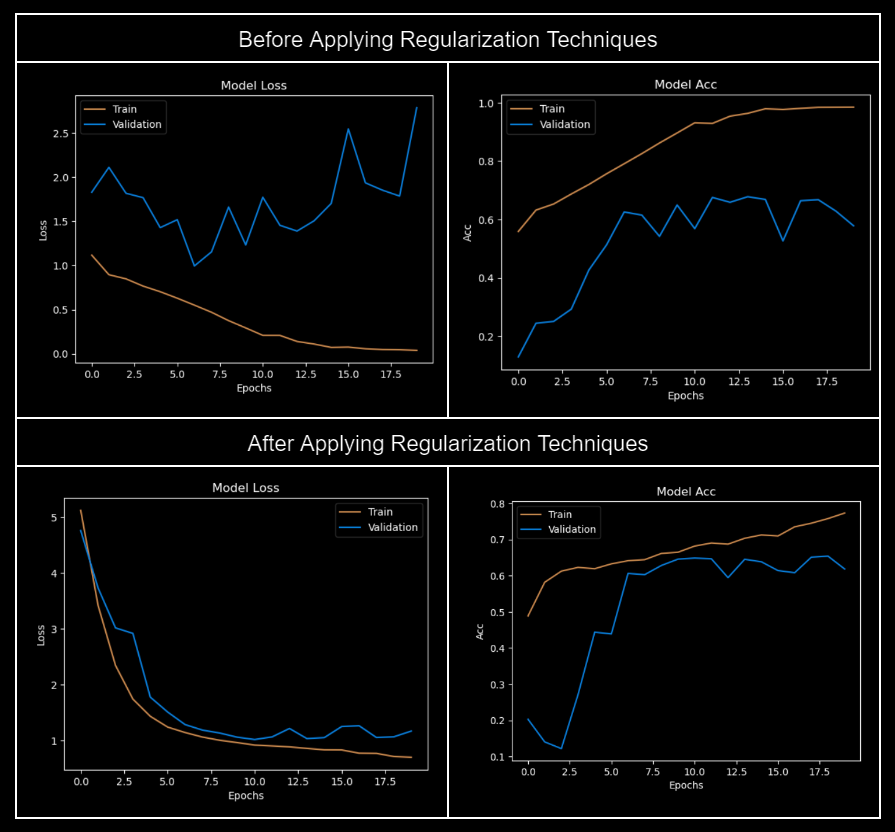 Before Applying Regularization Techniques
Model Loss
Train
Validation
2.5
2.0
1.5
1.0
0.5
0.0
Loss
0.0 2.5 5.0 7.5 10.0 12.5 15.0 17.5
Epochs
Model Acc
Train
Validation
1.0
0.8
0.6
0.4
0.2
Acc
0.0 2.5 5.0 7.5 10.0 12.5 15.0 17.5
Epochs
After Applying Regularization Techniques
Model Loss
Train
Validation
5
4
3
2
1
Loss
0.0 2.5 5.0 7.5 10.0 12.5 15.0 17.5
Epochs
Model Acc
Train
Validation
0.8
0.7
0.6
0.5
0.4
0.3
0.2
0.1
Acc
0.0 2.5 5.0 7.5 10.0 12.5 15.0 17.5
Epochs